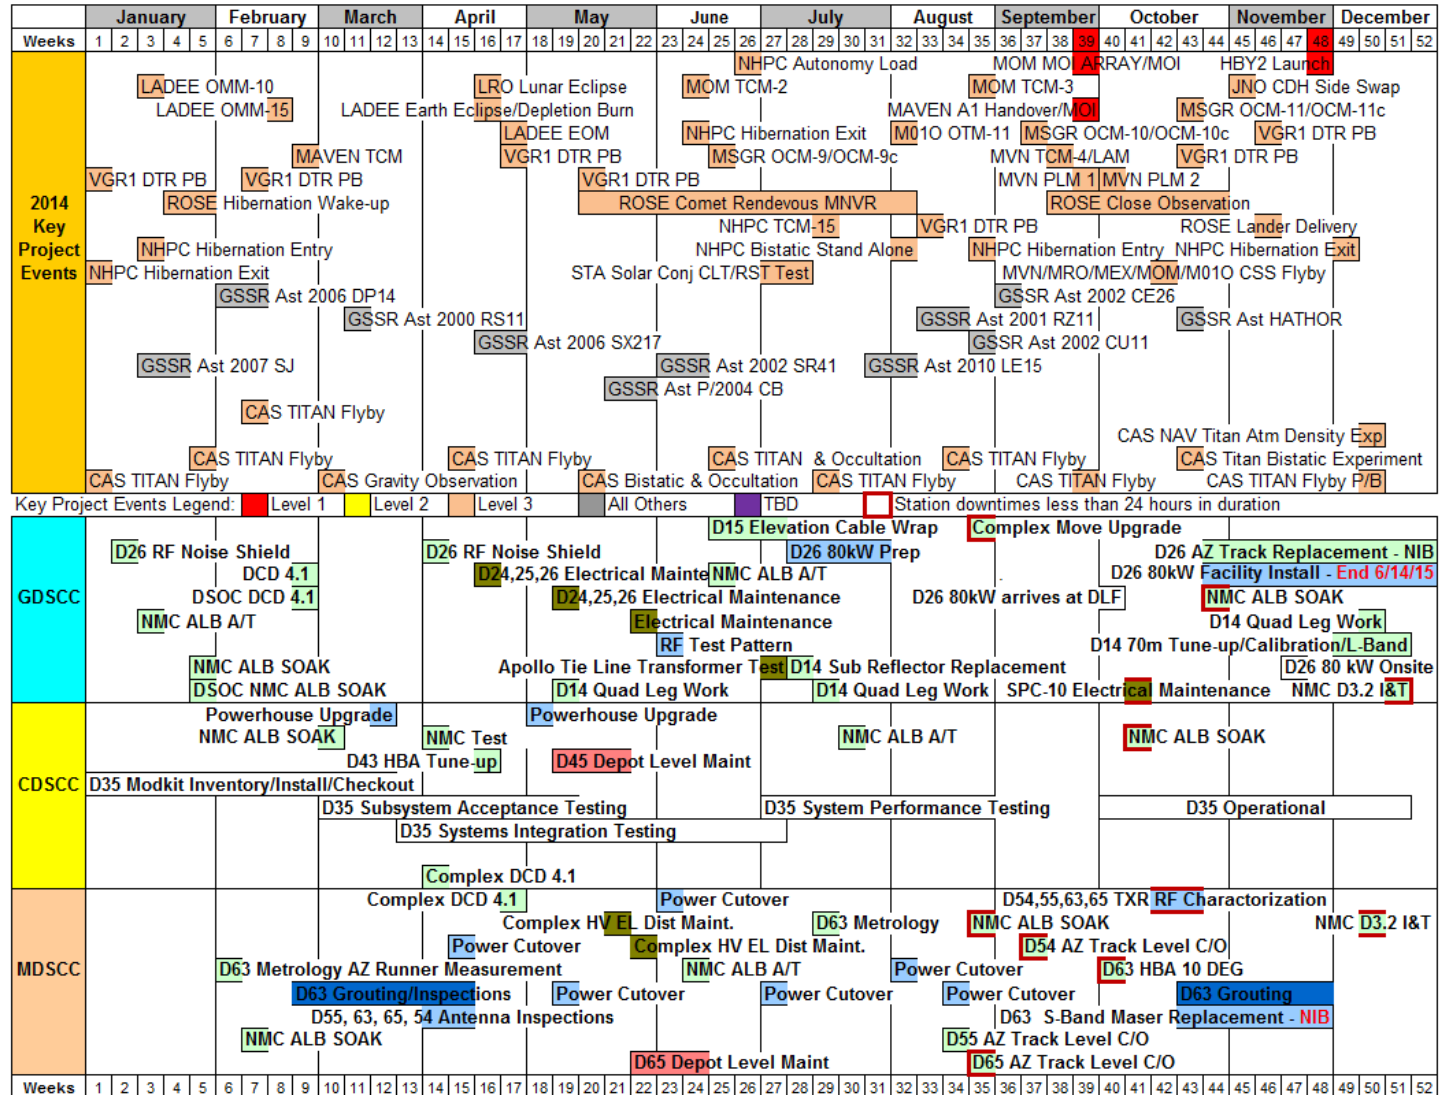 January February March April May June July August September October November December
Weeks 1 2 3 4 5 6 7 8 9 10 11 12 13 14 15 16 17 18 19 20 21 22 23 24 25 26 27 28 29 30 31 32 33 34 35 36 37 38 39 40 41 42 43 44 45 46 47 48 49 50 51 52
2014 Key Project Events
NHPC Autonomy Load MOM MOI ARRAY/MOI HBY2 Launch
LADEE OMM-10 LRO Lunar Eclipse MOM TCM-2 MOM TCM-3 JNO CDH Side Swap
LADEE OMM-15 LADEE Earth Eclipse/Depletion Burn MAVEN A1 Handover/MOI MSGR OCM-11/OCM-11c
LADEE EOM NHPC Hibernation Exit M01O OTM-11 MSGR OCM-10/OCM-10c VGR1 DTR PB
MAVEN TCM VGR1 DTR PB MSGR OCM-9/OCM-9c MVN TCM-4/LAM VGR1 DTR PB
VGR1 DTR PB VGR1 DTR PB VGR1 DTR PB MVN PLM 1 MVN PLM 2
ROSE Hibernation Wake-up ROSE Comet Rendevous MNVR ROSE Close Observation
NHPC TCM-15 VGR1 DTR PB ROSE Lander Delivery
NHPC Hibernation Entry NHPC Bistatic Stand Alone NHPC Hibernation Entry NHPC Hibernation Exit
NHPC Hibernation Exit STA Solar Conj CLT/RST Test MVN/MRO/MEX/MOM/M01O CSS Flyby
GSSR Ast 2006 DP14 GSSR Ast 2002 CE26
GSSR Ast 2000 RS11 GSSR Ast 2001 RZ11 GSSR Ast HATHOR
GSSR Ast 2006 SX217 GSSR Ast 2002 CU11
GSSR Ast 2007 SJ GSSR Ast 2002 SR41 GSSR Ast 2010 LE15
GSSR Ast P/2004 CB
CAS TITAN Flyby
CAS NAV Titan Atm Density Exp
CAS TITAN Flyby CAS TITAN Flyby CAS TITAN & Occultation CAS TITAN Flyby CAS Titan Bistatic Experiment
CAS TITAN Flyby CAS Gravity Observation CAS Bistatic & Occultation CAS TITAN Flyby CAS TITAN Flyby CAS TITAN Flyby P/B
Key Project Events Legend: Level 1 Level 2 Level 3 All Others TBD Station downtimes less than 24 hours in duration
GDSCC
D15 Elevation Cable Wrap Complex Move Upgrade
D26 RF Noise Shield D26 RF Noise Shield D26 80kW Prep D26 AZ Track Replacement - NIB
DCD 4.1 D24,25,26 Electrical Mainte NMC ALB A/T D26 80kW Facility Install - End 6/14/15
DSOC DCD 4.1 D24,25,26 Electrical Maintenance D26 80kW arrives at DLF NMC ALB SOAK
NMC ALB A/T Electrical Maintenance D14 Quad Leg Work
RF Test Pattern D14 70m Tune-up/Calibration/L-Band
NMC ALB SOAK Apollo Tie Line Transformer Test D14 Sub Reflector Replacement D26 80 kW Onsite
DSOC NMC ALB SOAK D14 Quad Leg Work D14 Quad Leg Work SPC-10 Electrical Maintenance NMC D3.2 I&T
CDSCC
Powerhouse Upgrade Powerhouse Upgrade
NMC ALB SOAK NMC Test NMC ALB A/T NMC ALB SOAK
D43 HBA Tune-up D45 Depot Level Maint
D35 Modkit Inventory/Install/Checkout
D35 Subsystem Acceptance Testing D35 System Performance Testing D35 Operational
D35 Systems Integration Testing
Complex DCD 4.1
MDSCC
Complex DCD 4.1 Power Cutover D54,55,63,65 TXR RF Charactorization
Complex HV EL Dist Maint. D63 Metrology NMC ALB SOAK NMC D3.2 I&T
Power Cutover Complex HV EL Dist Maint. D54 AZ Track Level C/O
D63 Metrology AZ Runner Measurement NMC ALB A/T Power Cutover D63 HBA 10 DEG
D63 Grouting/Inspections Power Cutover Power Cutover Power Cutover D63 Grouting
D55, 63, 65, 54 Antenna Inspections D63 S-Band Maser Replacement - NIB
NMC ALB SOAK D55 AZ Track Level C/O
D65 Depot Level Maint D65 AZ Track Level C/O
Weeks 1 2 3 4 5 6 7 8 9 10 11 12 13 14 15 16 17 18 19 20 21 22 23 24 25 26 27 28 29 30 31 32 33 34 35 36 37 38 39 40 41 42 43 44 45 46 47 48 49 50 51 52